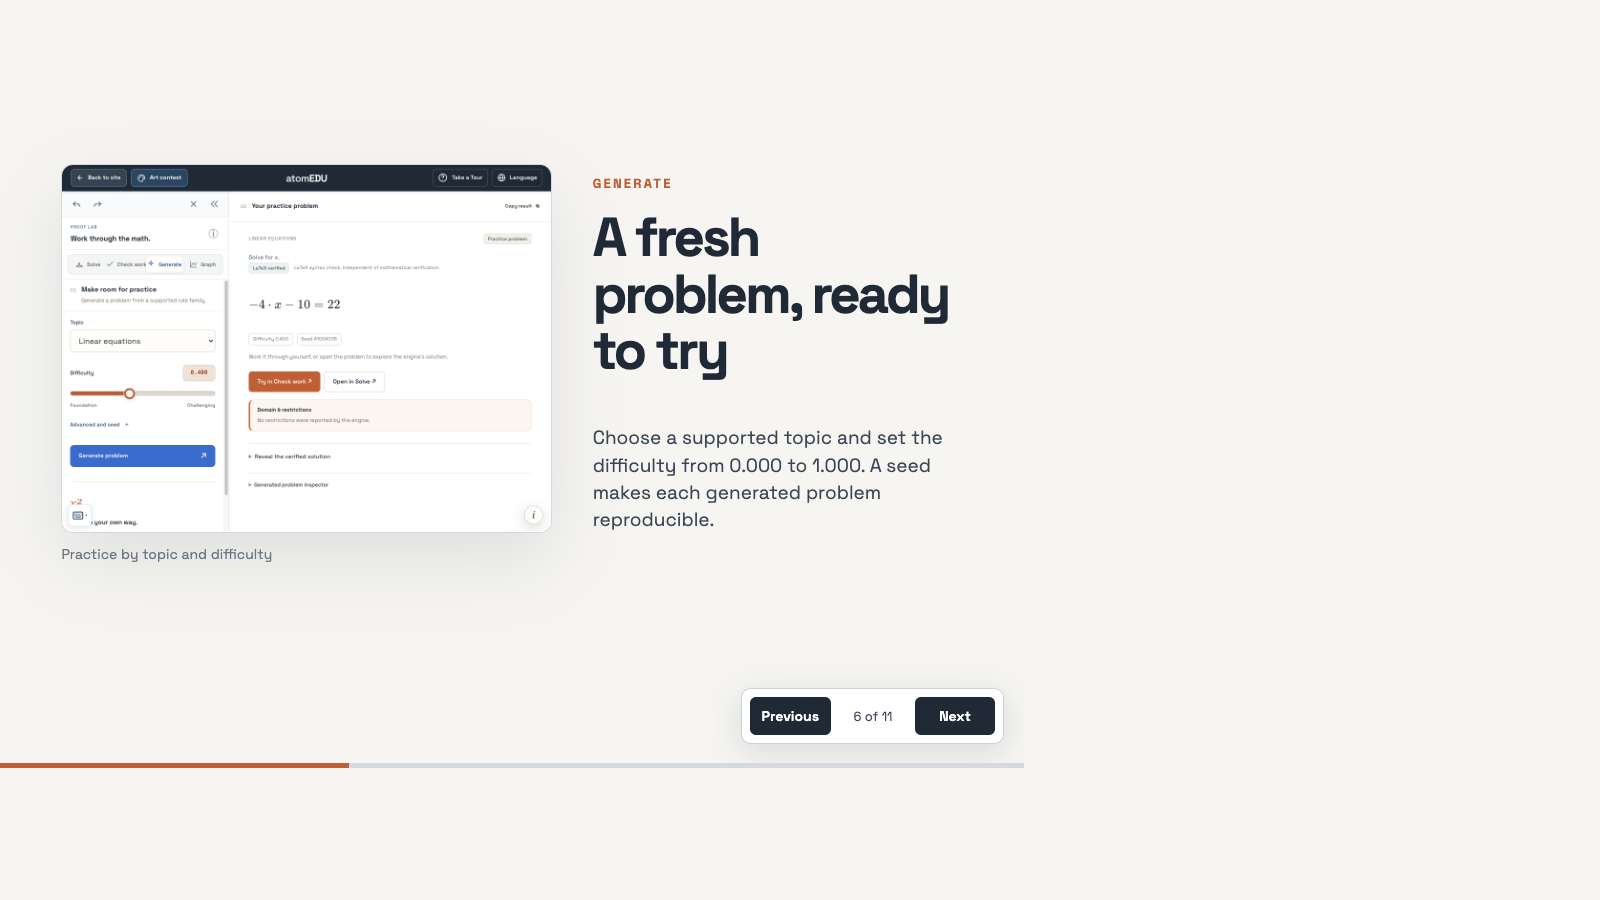 Back to site
Art contest
atomEDU
Take a Tour
Language
PROOF LAB
Work through the math.
Solve
Check work
Generate
Graph
Make room for practice
Generate a problem from a supported rule family.
Topic
Linear equations
Difficulty
0.400
Foundation
Challenging
Advanced and seed +
Generate problem
your own way.
Your practice problem
Copy result
LINEAR EQUATIONS
Practice problem
Solve for x.
LaTeX verified
LaTeX syntax check. Independent of mathematical verification.
−4 · x − 10 = 22
Difficulty 0.400
Work it through yourself, or open the problem to explore the engine's solution.
Try in Check work ↗
Open in Solve ↗
Domain & restrictions
No restrictions were reported by the engine.
Reveal the verified solution
Generated problem inspector
i
Practice by topic and difficulty
GENERATE
A fresh
problem, ready
to try
Choose a supported topic and set the
difficulty from 0.000 to 1.000. A seed
makes each generated problem
reproducible.
Previous
6 of 11
Next